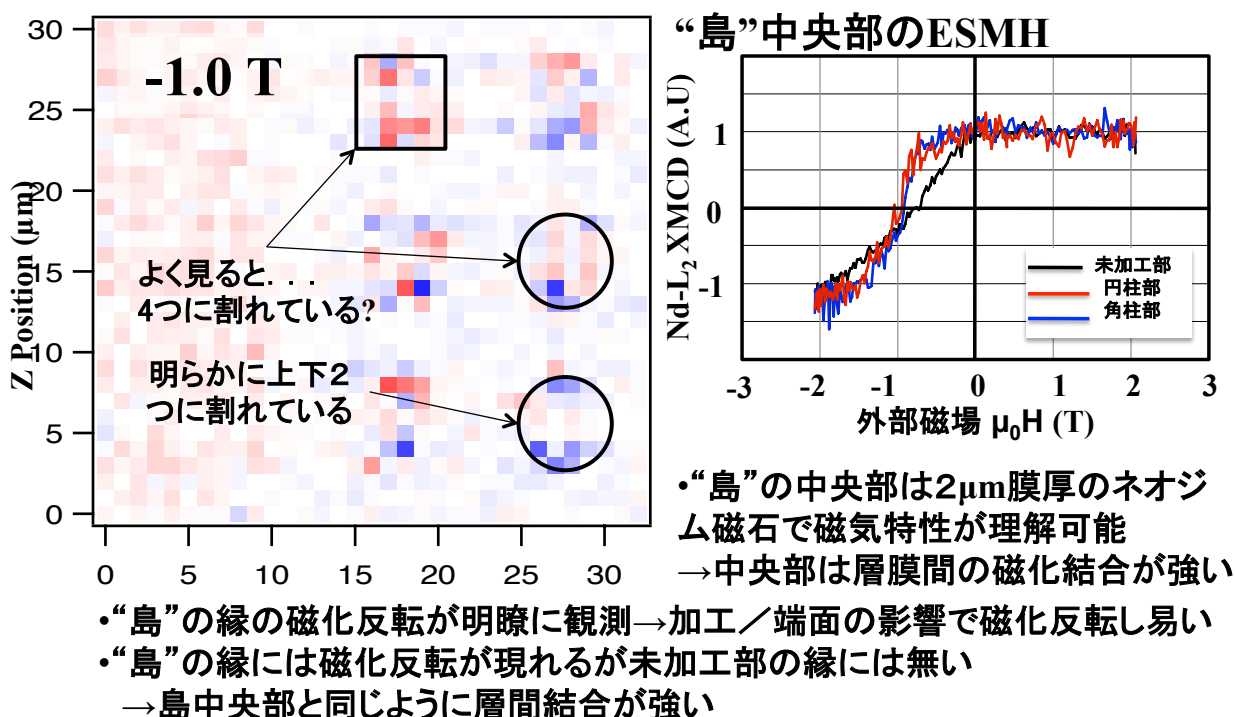 -1.0 T
Z Position (μm)
30
25
20
15
10
5
0
0
5
10
15
20
25
30
よく見ると. . .
4つに割れている?
明らかに上下2
つに割れている
“島”中央部のESMH
Nd-L2 XMCD (A.U)
1
0
-1
-3
-2
-1
0
1
2
3
外部磁場 μ0H (T)
未加工部
円柱部
角柱部
・“島”の中央部は2μm膜厚のネオジ
ム磁石で磁気特性が理解可能
→中央部は層膜間の磁化結合が強い
・“島”の縁の磁化反転が明瞭に観測→加工／端面の影響で磁化反転し易い
・“島”の縁には磁化反転が現れるが未加工部の縁には無い
→島中央部と同じように層間結合が強い